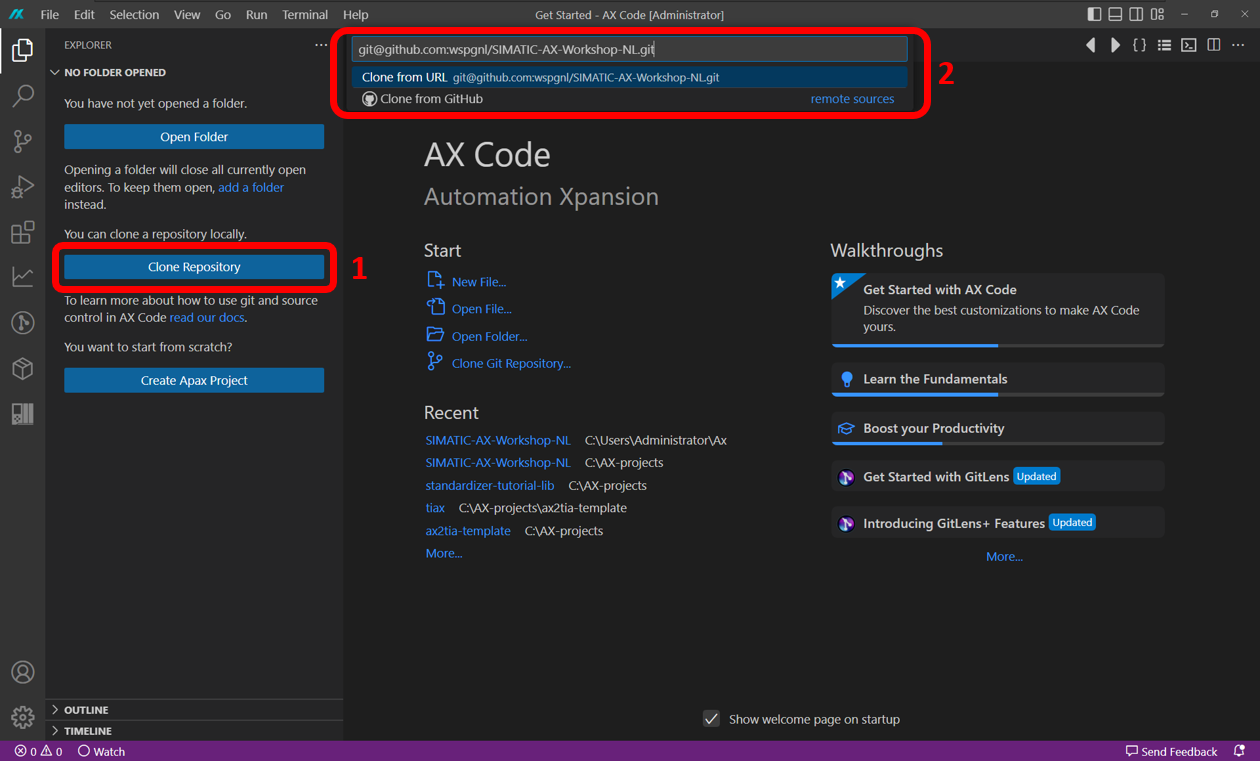 File Edit Selection View Go Run Terminal Help
Get Started - AX Code [Administrator]
EXPLORER
NO FOLDER OPENED
You have not yet opened a folder.
Open Folder
Opening a folder will close all currently open
editors. To keep them open, add a folder
instead.
You can clone a repository locally.
Clone Repository
1
To learn more about how to use git and source
control in AX Code read our docs.
You want to start from scratch?
Create Apax Project
OUTLINE
TIMELINE
git@github.com:wspgnl/SIMATIC-AX-Workshop-NL.git
Clone from URL git@github.com:wspgnl/SIMATIC-AX-Workshop-NL.git
Clone from GitHub remote sources
2
AX Code
Automation Xpansion
Start
New File...
Open File...
Open Folder...
Clone Git Repository...
Recent
SIMATIC-AX-Workshop-NL C:\Users\Administrator\Ax
SIMATIC-AX-Workshop-NL C:\AX-projects
standardizer-tutorial-lib C:\AX-projects
tiax C:\AX-projects\ax2tia-template
ax2tia-template C:\AX-projects
More...
Walkthroughs
Get Started with AX Code
Discover the best customizations to make AX Code
yours.
Learn the Fundamentals
Boost your Productivity
Get Started with GitLens Updated
Introducing GitLens+ Features Updated
More...
Show welcome page on startup
0 0 Watch
Send Feedback